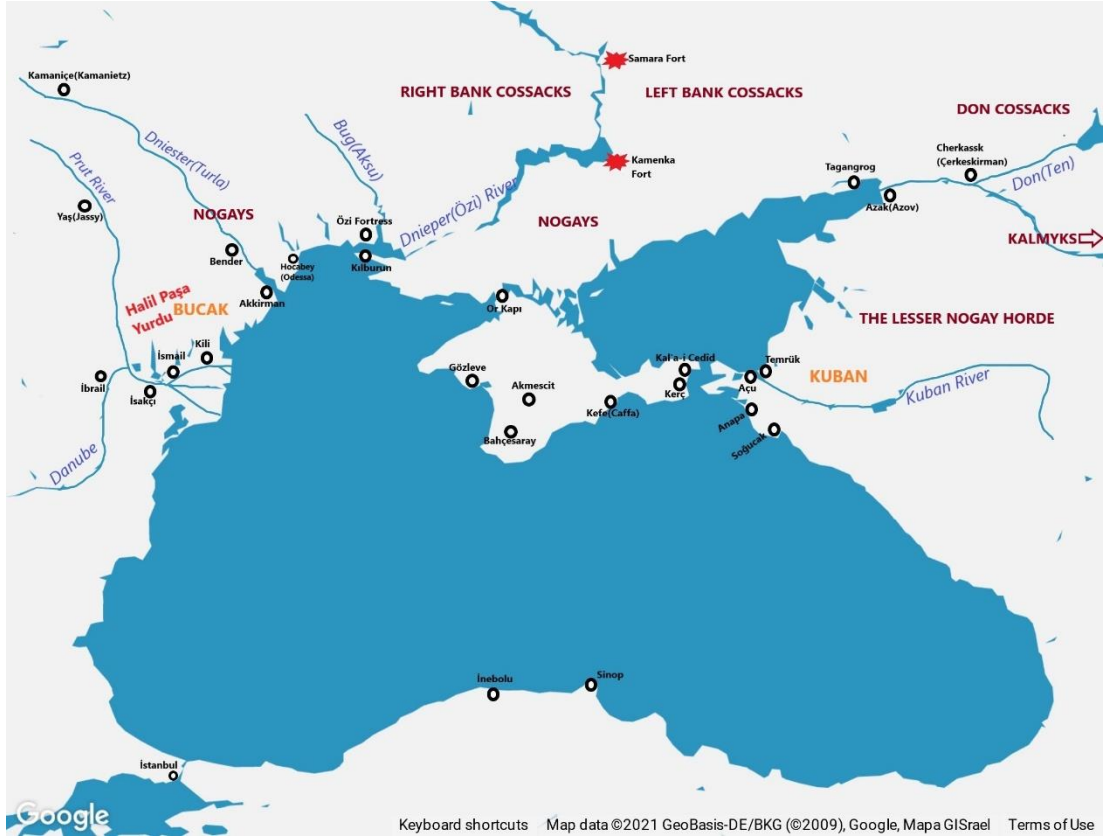 Samara Fort
Kamaniçe(Kamanietz)
RIGHT BANK COSSACKS
LEFT BANK COSSACKS
DON COSSACKS
Dniester(Turla)
Bug(Aksu)
Prut River
Cherkassk
(Çerkeskirman)
Kamenka
Fort
Tagangrog
Don(Ten)
Azak(Azov)
Yaş(Jassy)
NOGAYS
Özi Fortress
Dnieper(Özi) River
NOGAYS
KALMYKS
Bender
Hocabey
(Odessa)
Kılburun
Halil Paşa
Yurdu
BUCAK
Akkirman
Or Kapı
THE LESSER NOGAY HORDE
İsmail
Kili
Kal'a-i Cedid
Temrük
Gözleve
KUBAN
İbrail
İsakçı
Akmescit
Kerç
Açu
Kuban River
Kefe(Caffa)
Anapa
Bahçesaray
Soğucak
Danube
İnebolu
Sinop
İstanbul
Google
Keyboard shortcuts Map data ©2021 GeoBasis-DE/BKG (©2009), Google, Mapa GISrael Terms of Use